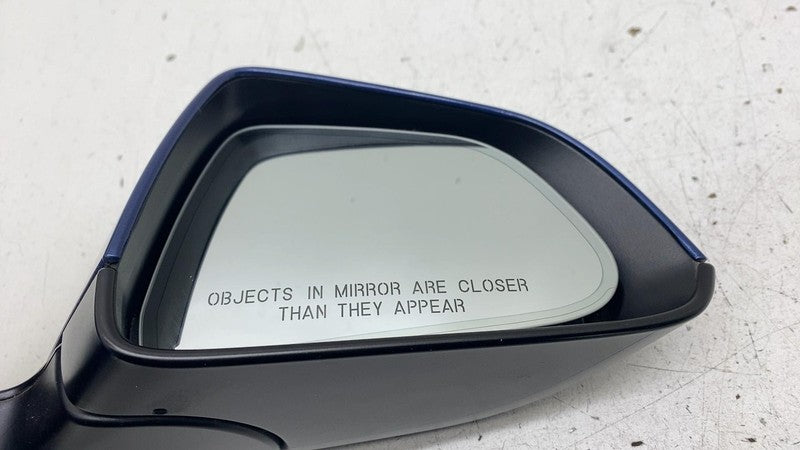 OBJECTS IN MIRROR ARE CLOSER
THAN THEY APPEAR